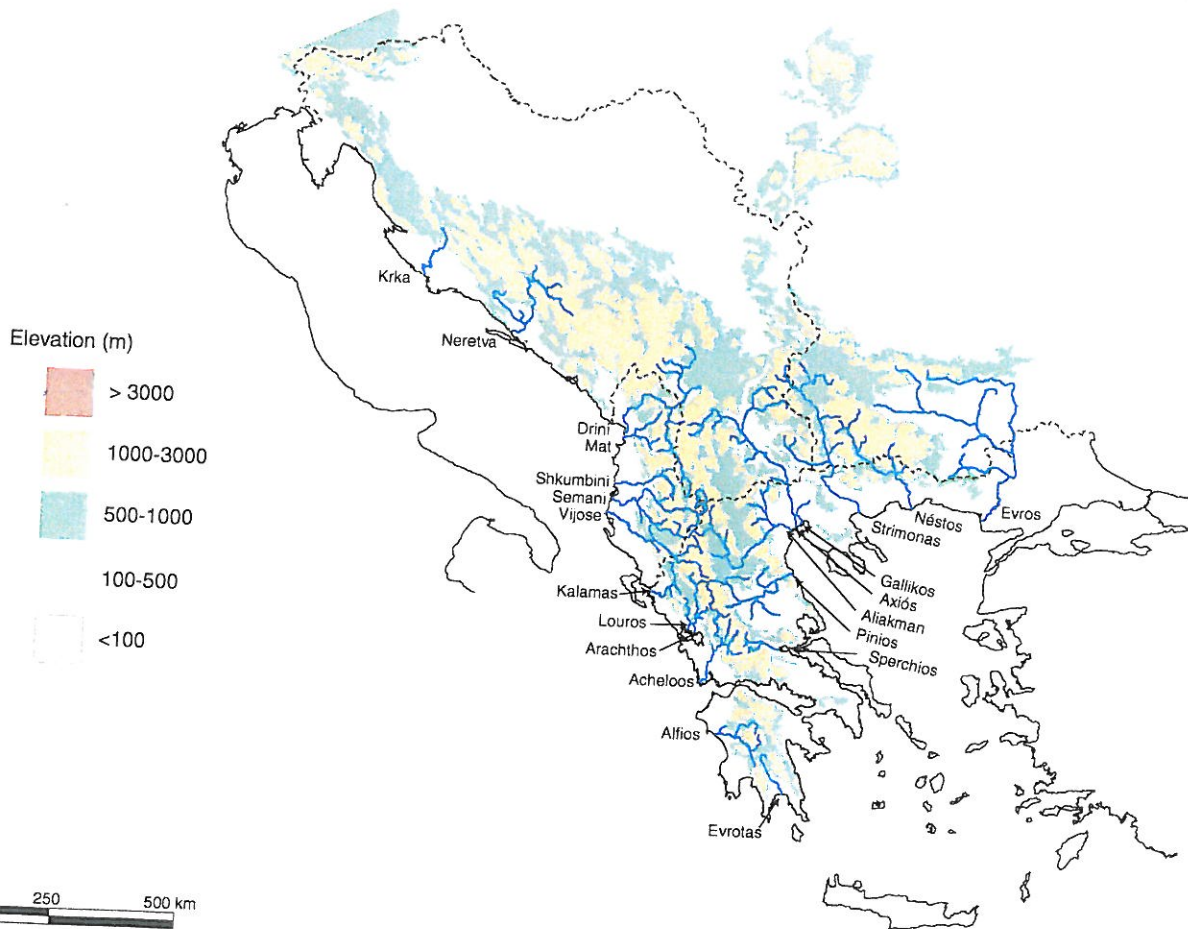 Krka
Neretva
Elevation (m)
> 3000
1000-3000
500-1000
100-500
<100
Drini
Mat
Shkumbini
Semani
Vijose
Kalamas
Louros
Arachthos
Acheloos
Alfios
Evrotas
Evros
Néstos
Strimonas
Gallikos
Axiós
Aliakman
Pinios
Sperchios
250
500 km